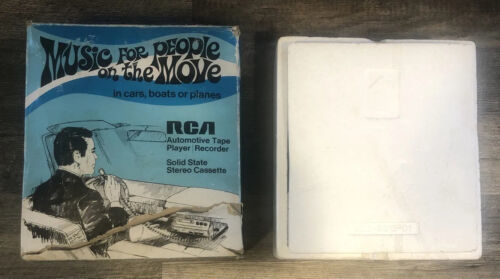 Music FOR PEOPLE
on the MOVE
in cars, boats or planes
RCA
Automotive Tape
Player/Recorder
Solid State
Stereo Cassette